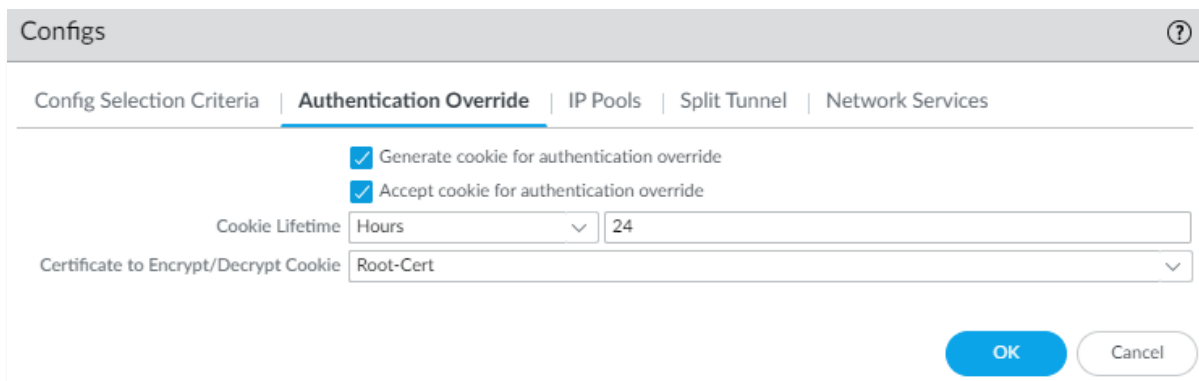 Configs
Config Selection Criteria | Authentication Override | IP Pools | Split Tunnel | Network Services
Generate cookie for authentication override
Accept cookie for authentication override
Cookie Lifetime Hours 24
Certificate to Encrypt/Decrypt Cookie Root-Cert
OK Cancel